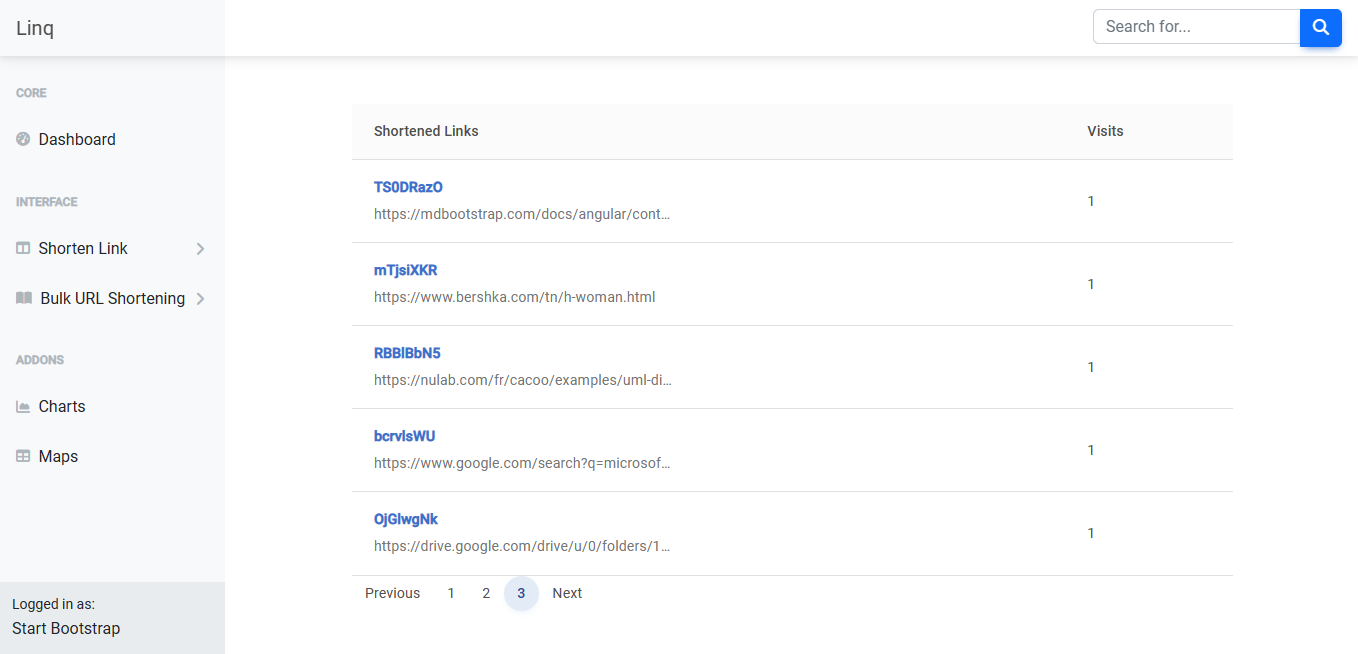 Linq
Search for...
CORE
Dashboard
INTERFACE
Shorten Link
Bulk URL Shortening
ADDONS
Charts
Maps
Logged in as:
Start Bootstrap
Shortened Links Visits
TS0DRazO
https://mdbootstrap.com/docs/angular/cont... 1
mTjsiXKR
https://www.bershka.com/tn/h-woman.html 1
RBBlBbN5
https://nulab.com/fr/cacoo/examples/uml-di... 1
bcrvlsWU
https://www.google.com/search?q=microsof... 1
OjGlwgNk
https://drive.google.com/drive/u/0/folders/1... 1
Previous 1 2 3 Next